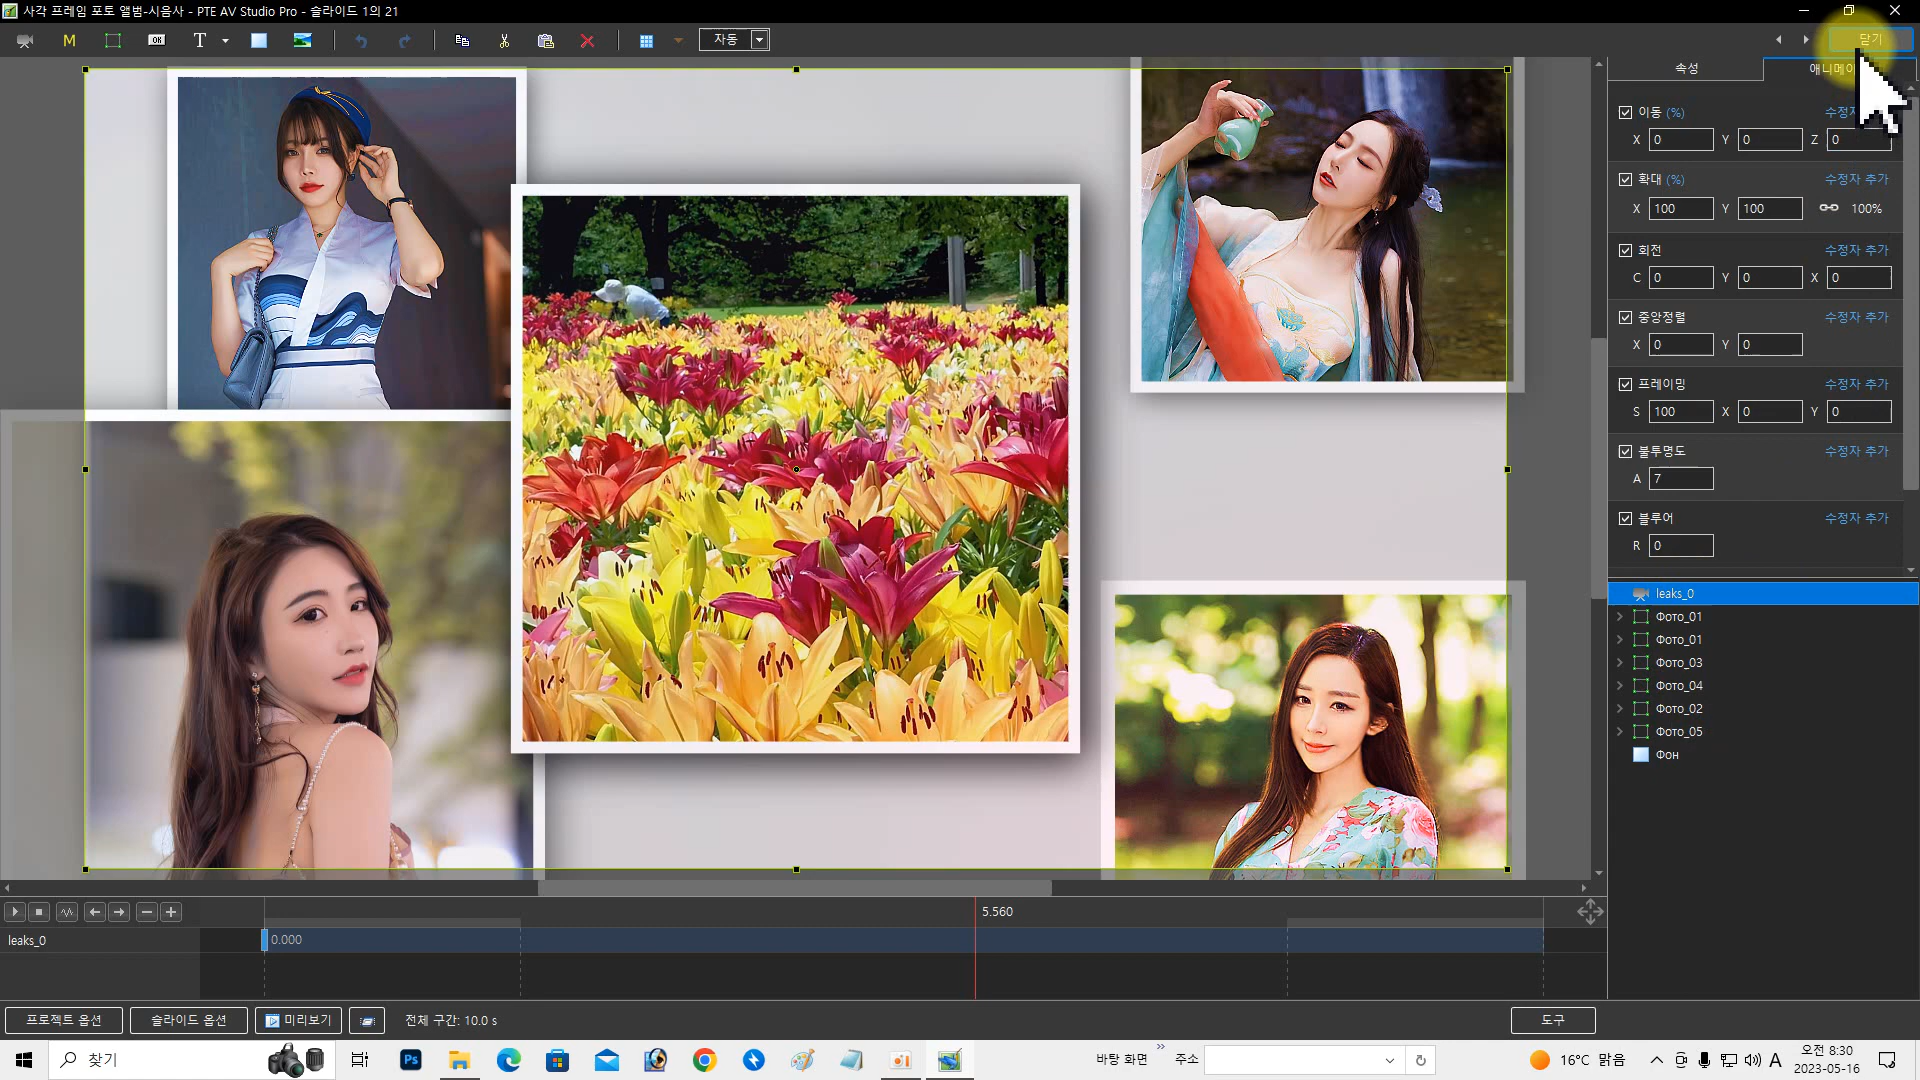 사각 프레임 포토 앨범-시음사 - PTE AV Studio Pro - 슬라이드 1의 21
M
OK
T
자동
닫기
속성
애니메이
이동 (%)
수정자
X 0 Y 0 Z 0
확대 (%) 수정자 추가
X 100 Y 100 100%
회전 수정자 추가
C 0 Y 0 X 0
중앙정렬 수정자 추가
X 0 Y 0
프레이밍 수정자 추가
S 100 X 0 Y 0
불투명도 수정자 추가
A 7
블루어 수정자 추가
R 0
leaks_0
Фото_01
Фото_01
Фото_03
Фото_04
Фото_02
Фото_05
Фон
5.560
leaks_0
0.000
프로젝트 옵션
슬라이드 옵션
미리보기
전체 구간: 10.0 s
도구
찾기
Ps
바탕 화면 »
주소
16°C 맑음
A
오전 8:30
2023-05-16